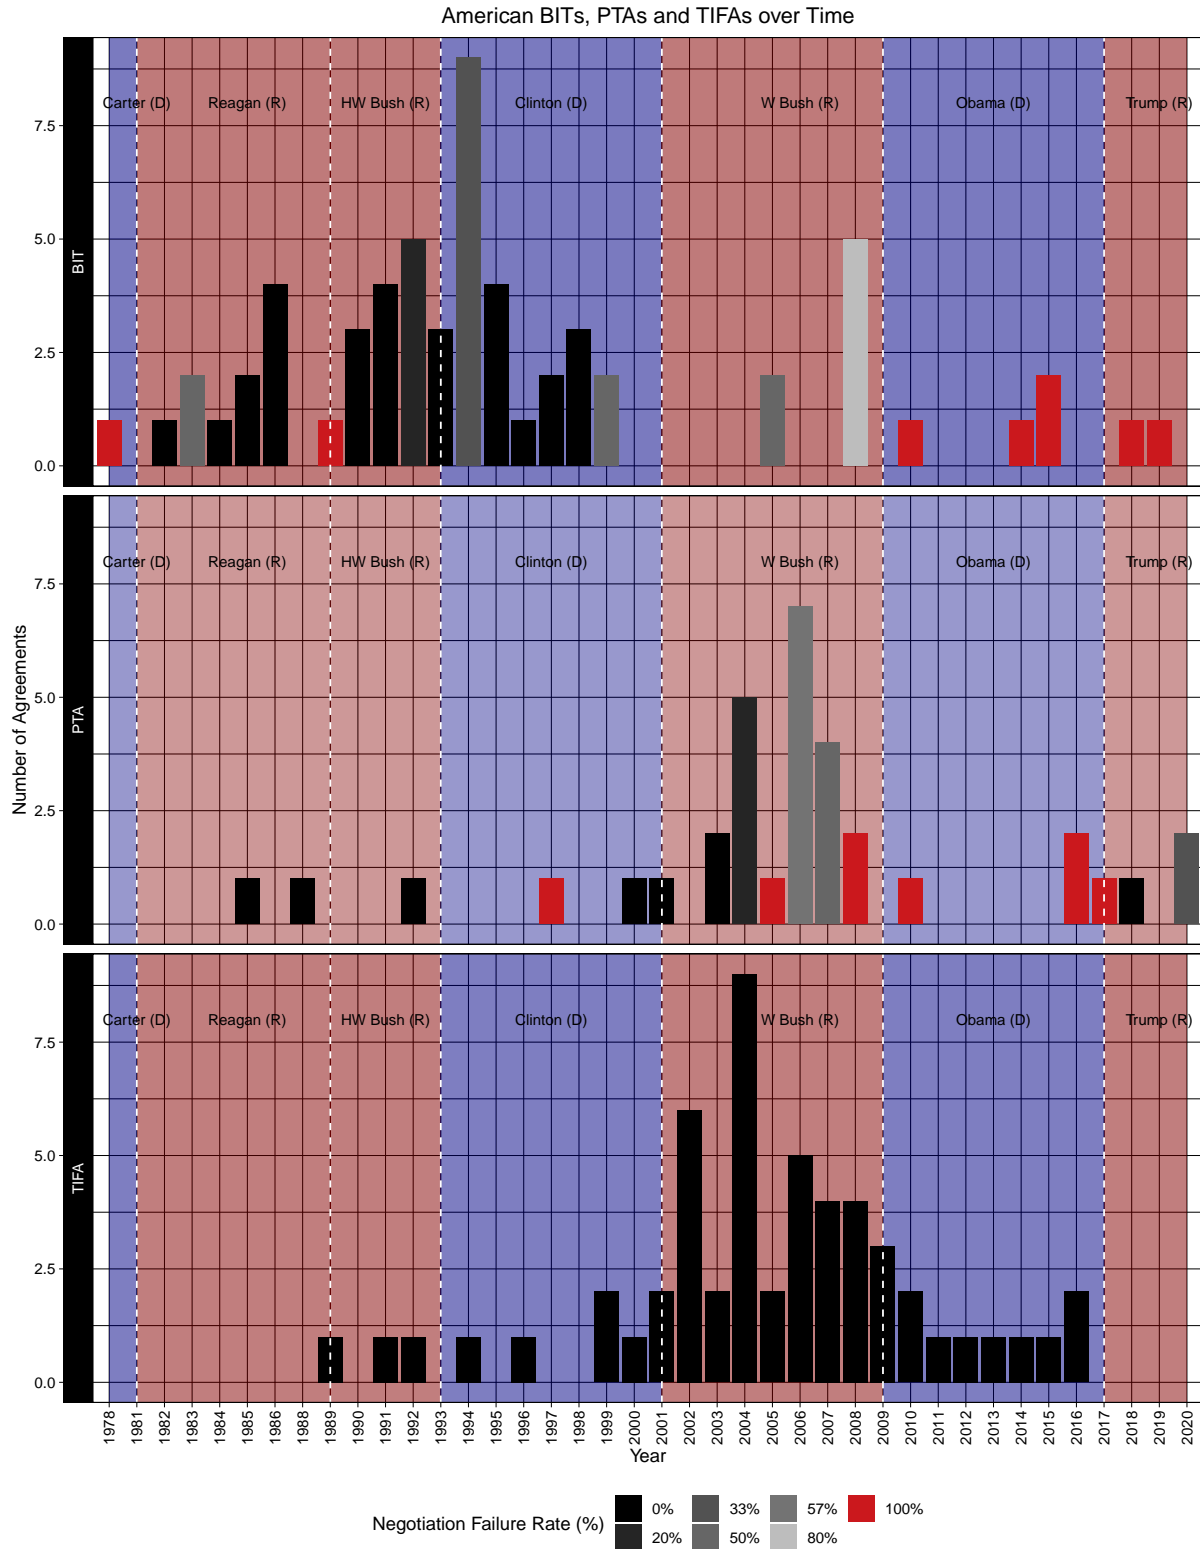 American BITs, PTAs and TIFAs over Time
Number of Agreements
BIT
7.5
5.0
2.5
0.0
Carter (D) Reagan (R) HW Bush (R) Clinton (D) W Bush (R) Obama (D) Trump (R)
PTA
7.5
5.0
2.5
0.0
Carter (D) Reagan (R) HW Bush (R) Clinton (D) W Bush (R) Obama (D) Trump (R)
TIFA
7.5
5.0
2.5
0.0
Carter (D) Reagan (R) HW Bush (R) Clinton (D) W Bush (R) Obama (D) Trump (R)
1978 1981 1982 1983 1984 1985 1986 1987 1988 1989 1990 1991 1992 1993 1994 1995 1996 1997 1998 1999 2000 2001 2002 2003 2004 2005 2006 2007 2008 2009 2010 2011 2012 2013 2014 2015 2016 2017 2018 2019 2020
Year
Negotiation Failure Rate (%)
0% 33% 57% 100%
20% 50% 80%